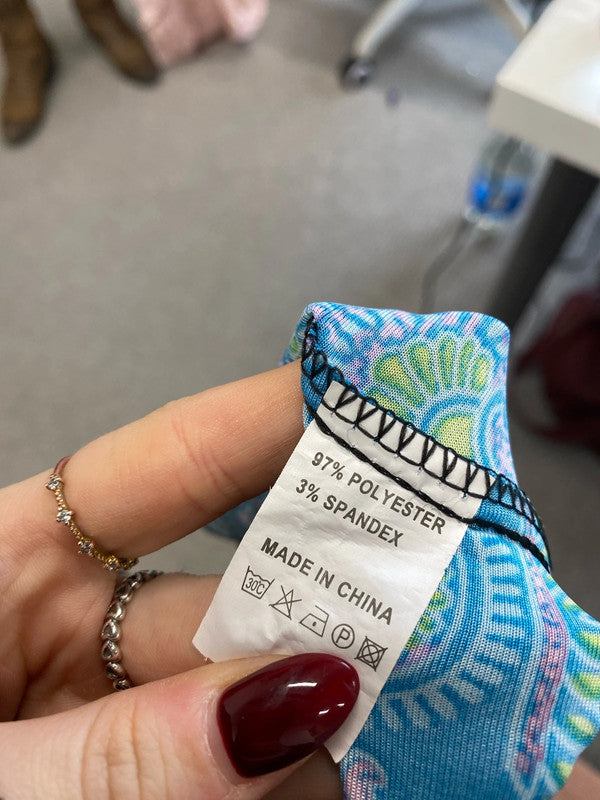 97% POLYESTER
3% SPANDEX
MADE IN CHINA
30C P